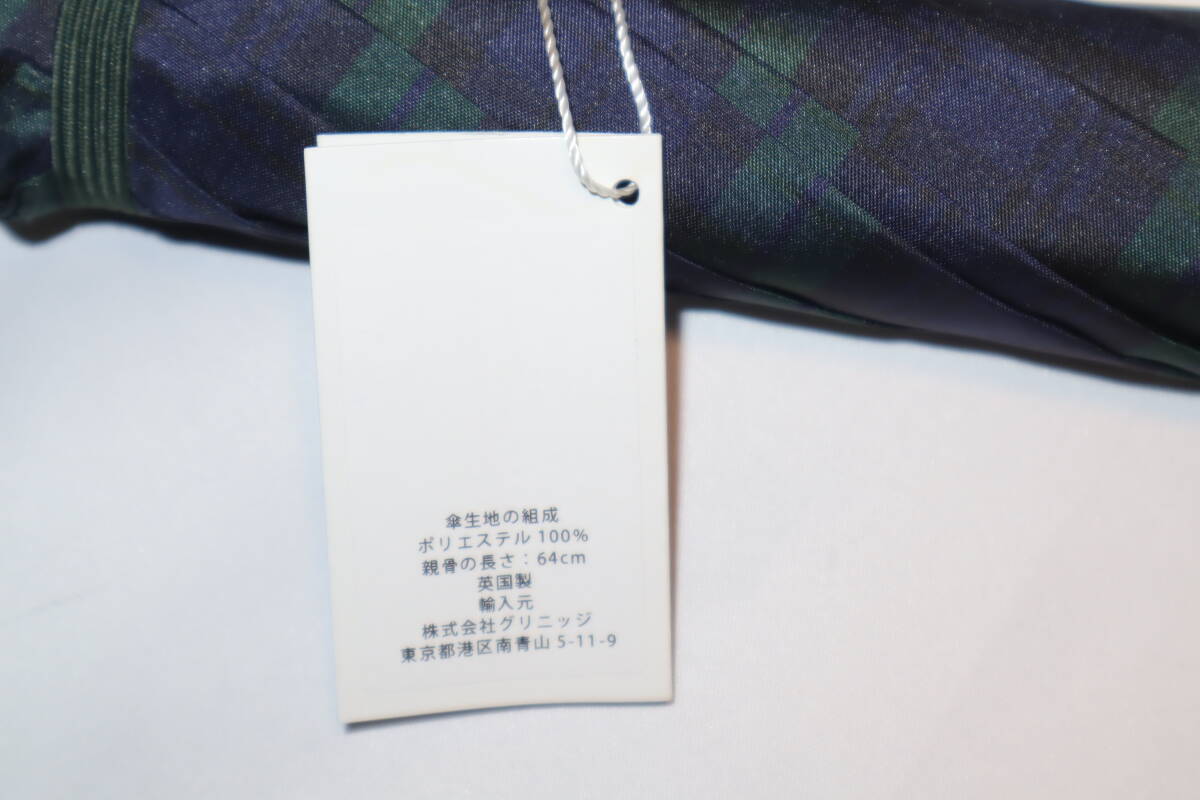 傘生地の組成
ポリエステル 100%
親骨の長さ：64cm
英国製
輸入元
株式会社グリニッジ
東京都港区南青山 5-11-9